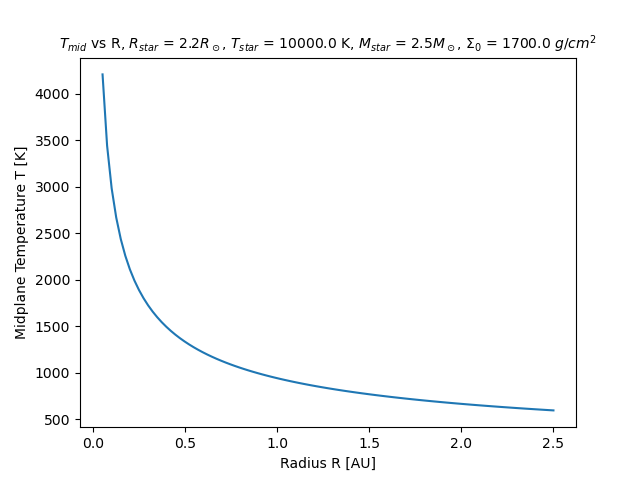 T_mid vs R, R_star = 2.2R_⊙, T_star = 10000.0 K, M_star = 2.5M_⊙, Σ_0 = 1700.0 g/cm^2
4000
3500
3000
2500
2000
1500
1000
500
Midplane Temperature T [K]
0.0 0.5 1.0 1.5 2.0 2.5
Radius R [AU]